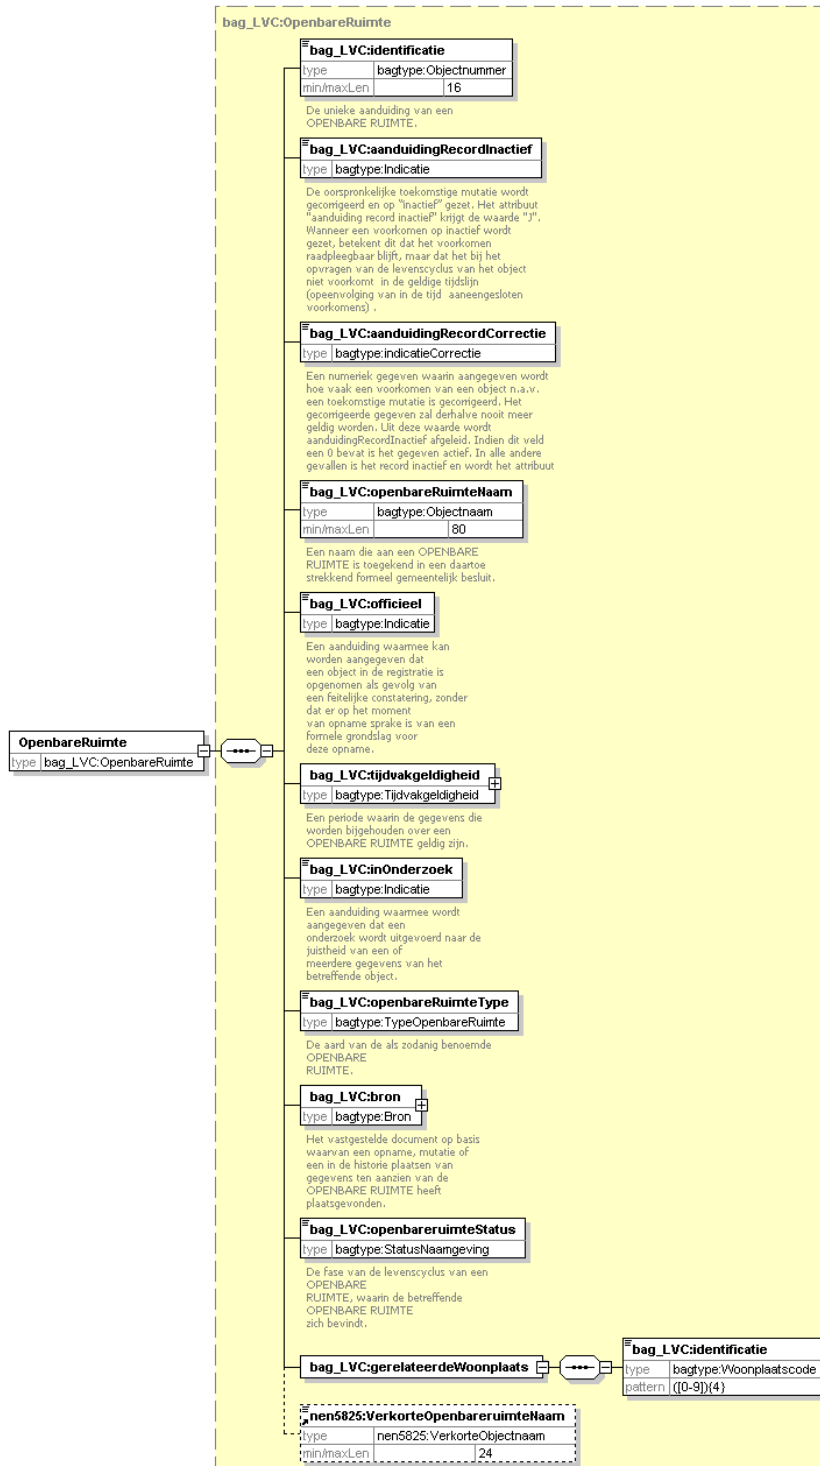 bag_LVC:OpenbareRuimte
bag_LVC:identificatie
type bagtype:Objectnummer
min/maxLen 16
De unieke aanduiding van een
OPENBARE RUIMTE.
bag_LVC:aanduidingRecordInactief
type bagtype:Indicatie
De oorspronkelijke toekomstige mutatie wordt
gecorrigeerd en op "inactief" gezet. Het attribuut
"aanduiding record inactief" krijgt de waarde "J".
Wanneer een voorkomen op inactief wordt
gezet, betekent dit dat het voorkomen
raadpleegbaar blijft, maar dat het bij het
opvragen van de levenscyclus van het object
niet voorkomt in de geldige tijdslijn
(opeenvolging van in de tijd aaneengesloten
voorkomens) .
bag_LVC:aanduidingRecordCorrectie
type bagtype:indicatieCorrectie
Een numeriek gegeven waarin aangegeven wordt
hoe vaak een voorkomen van een object n.a.v.
een toekomstige mutatie is gecorrigeerd. Het
gecorrigeerde gegeven zal derhalve nooit meer
geldig worden. Uit deze waarde wordt
aanduidingRecordInactief afgeleid. Indien dit veld
een 0 bevat is het gegeven actief. In alle andere
gevallen is het record inactief en wordt het attribuut
bag_LVC:openbareRuimteNaam
type bagtype:Objectnaam
min/maxLen 80
Een naam die aan een OPENBARE
RUIMTE is toegekend in een daartoe
strekkend formeel gemeentelijk besluit.
bag_LVC:officieel
type bagtype:Indicatie
Een aanduiding waarmee kan
worden aangegeven dat
een object in de registratie is
opgenomen als gevolg van
een feitelijke constatering, zonder
dat er op het moment
van opname sprake is van een
formele grondslag voor
deze opname.
OpenbareRuimte
type bag_LVC:OpenbareRuimte
bag_LVC:tijdvakgeldigheid
type bagtype:Tijdvakgeldigheid
Een periode waarin de gegevens die
worden bijgehouden over een
OPENBARE RUIMTE geldig zijn.
bag_LVC:inOnderzoek
type bagtype:Indicatie
Een aanduiding waarmee wordt
aangegeven dat een
onderzoek wordt uitgevoerd naar de
juistheid van een of
meerdere gegevens van het
betreffende object.
bag_LVC:openbareRuimteType
type bagtype:TypeOpenbareRuimte
De aard van de als zodanig benoemde
OPENBARE
RUIMTE.
bag_LVC:bron
type bagtype:Bron
Het vastgestelde document op basis
waarvan een opname, mutatie of
een in de historie plaatsen van
gegevens ten aanzien van de
OPENBARE RUIMTE heeft
plaatsgevonden.
bag_LVC:openbareruimteStatus
type bagtype:StatusNaamgeving
De fase van de levenscyclus van een
OPENBARE
RUIMTE, waarin de betreffende
OPENBARE RUIMTE
zich bevindt.
bag_LVC:gerelateerdeWoonplaats
bag_LVC:identificatie
type bagtype:Woonplaatscode
pattern ([0-9]){4}
nen5825:VerkorteOpenbareruimteNaam
type nen5825:VerkorteObjectnaam
min/maxLen 24